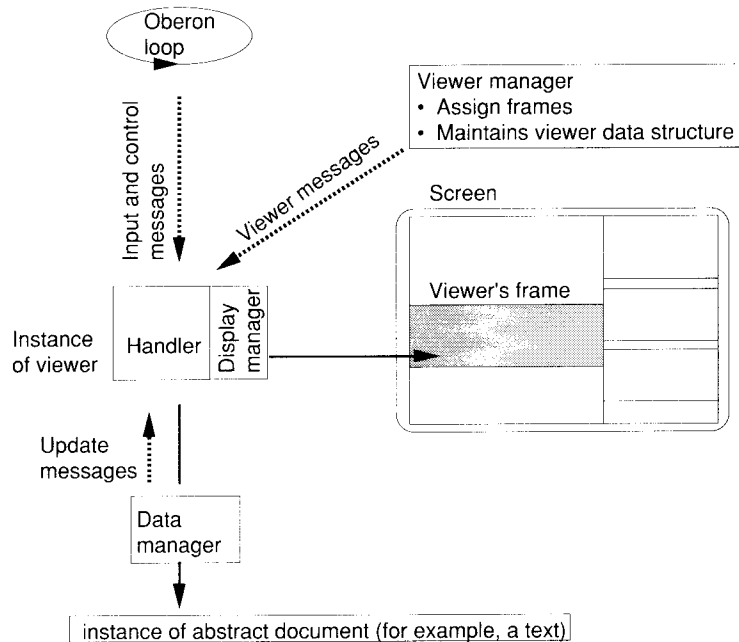 Oberon
loop
Viewer manager
• Assign frames
• Maintains viewer data structure
Input and control
messages
Viewer messages
Screen
Viewer's frame
Instance
of viewer
Handler
Display
manager
Update
messages
Data
manager
instance of abstract document (for example, a text)